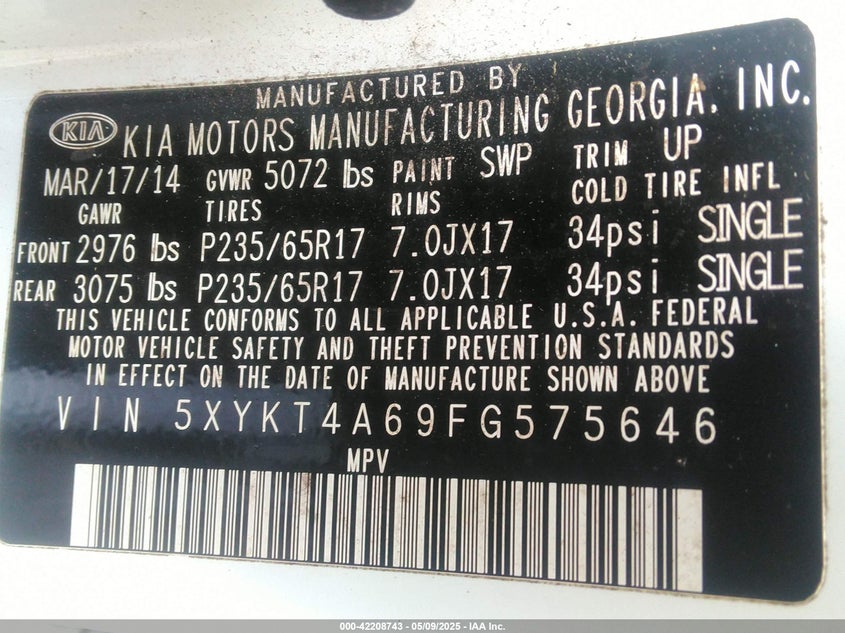 MANUFACTURED BY
KIA KIA MOTORS MANUFACTURING GEORGIA, INC.
MAR/17/14 GVWR 5072 lbs PAINT SWP TRIM UP
GAWR TIRES RIMS COLD TIRE INFL
FRONT 2976 lbs P235/65R17 7.0JX17 34psi SINGLE
REAR 3075 lbs P235/65R17 7.0JX17 34psi SINGLE
THIS VEHICLE CONFORMS TO ALL APPLICABLE U.S.A. FEDERAL
MOTOR VEHICLE SAFETY AND THEFT PREVENTION STANDARDS
IN EFFECT ON THE DATE OF MANUFACTURE SHOWN ABOVE
VIN 5XYKT4A69FG575646
MPV
000-42208743 - 05/09/2025 - IAA Inc.